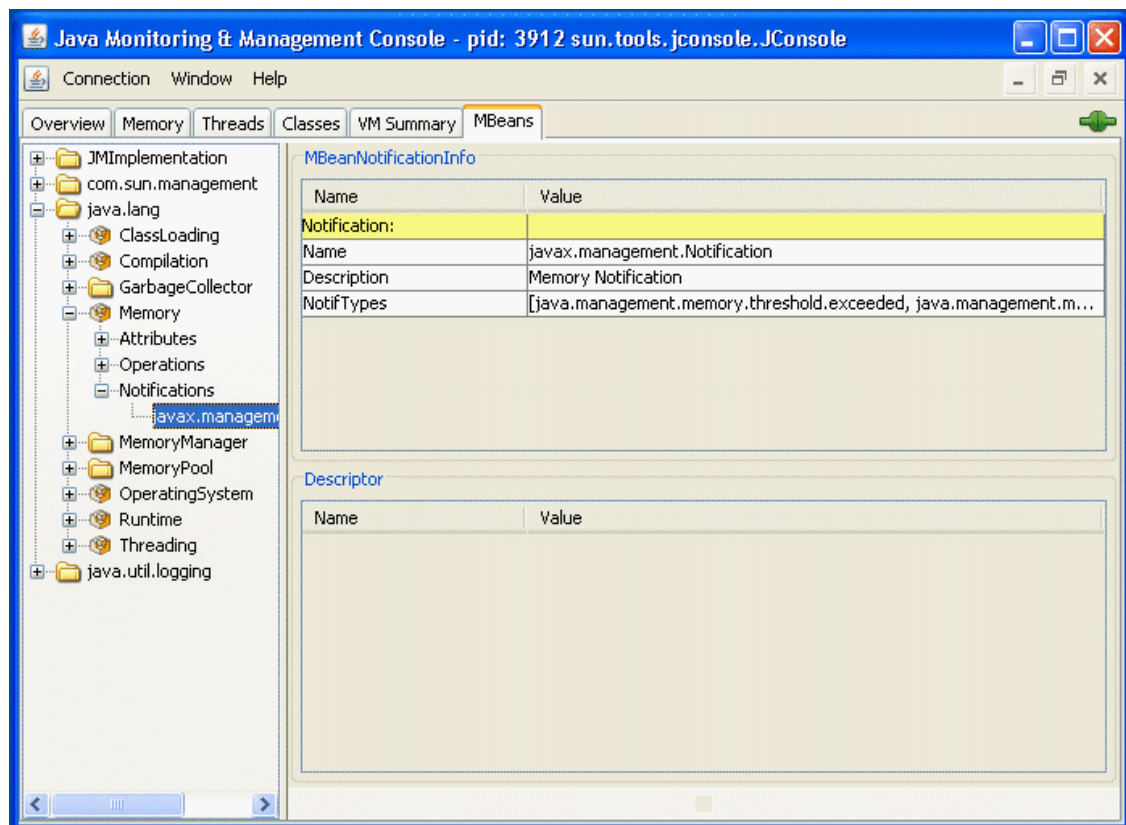 Java Monitoring & Management Console - pid: 3912 sun.tools.jconsole.JConsole
Connection Window Help
Overview Memory Threads Classes VM Summary MBeans
JMImplementation
com.sun.management
java.lang
ClassLoading
Compilation
GarbageCollector
Memory
Attributes
Operations
Notifications
javax.managem
MemoryManager
MemoryPool
OperatingSystem
Runtime
Threading
java.util.logging
MBeanNotificationInfo
Name Value
Notification:
Name javax.management.Notification
Description Memory Notification
NotifTypes [java.management.memory.threshold.exceeded, java.management.m...
Descriptor
Name Value